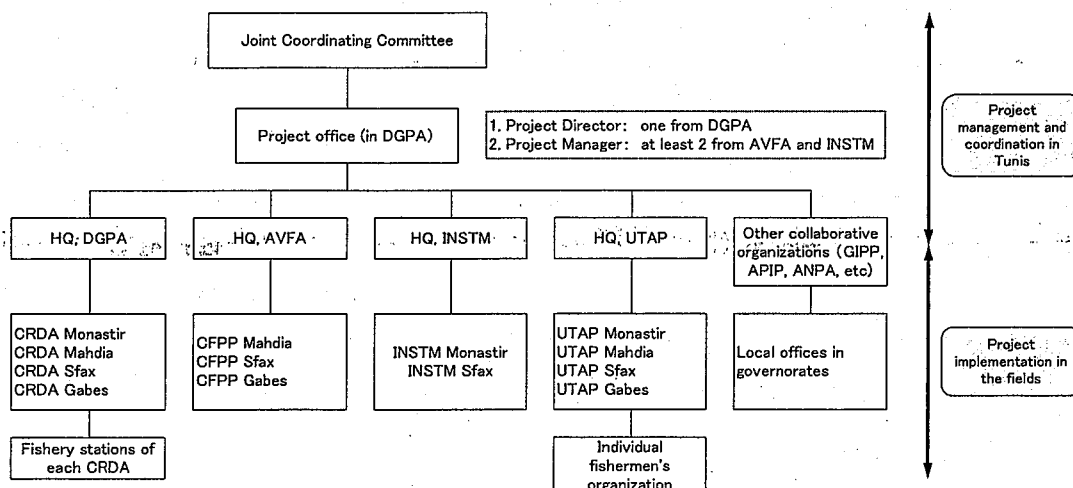 Joint Coordinating Committee
Project office (in DGPA)
1. Project Director: one from DGPA
2. Project Manager: at least 2 from AVFA and INSTM
Project
management and
coordination in
Tunis
HQ, DGPA
HQ, AVFA
HQ, INSTM
HQ, UTAP
Other collaborative
organizations (GIPP,
APIP, ANPA, etc)
CRDA Monastir
CRDA Mahdia
CRDA Sfax
CRDA Gabes
CFPP Mahdia
CFPP Sfax
CFPP Gabes
INSTM Monastir
INSTM Sfax
UTAP Monastir
UTAP Mahdia
UTAP Sfax
UTAP Gabes
Local offices in
governorates
Project
implementation in
the fields
Fishery stations of
each CRDA
Individual
fishermen's
organization